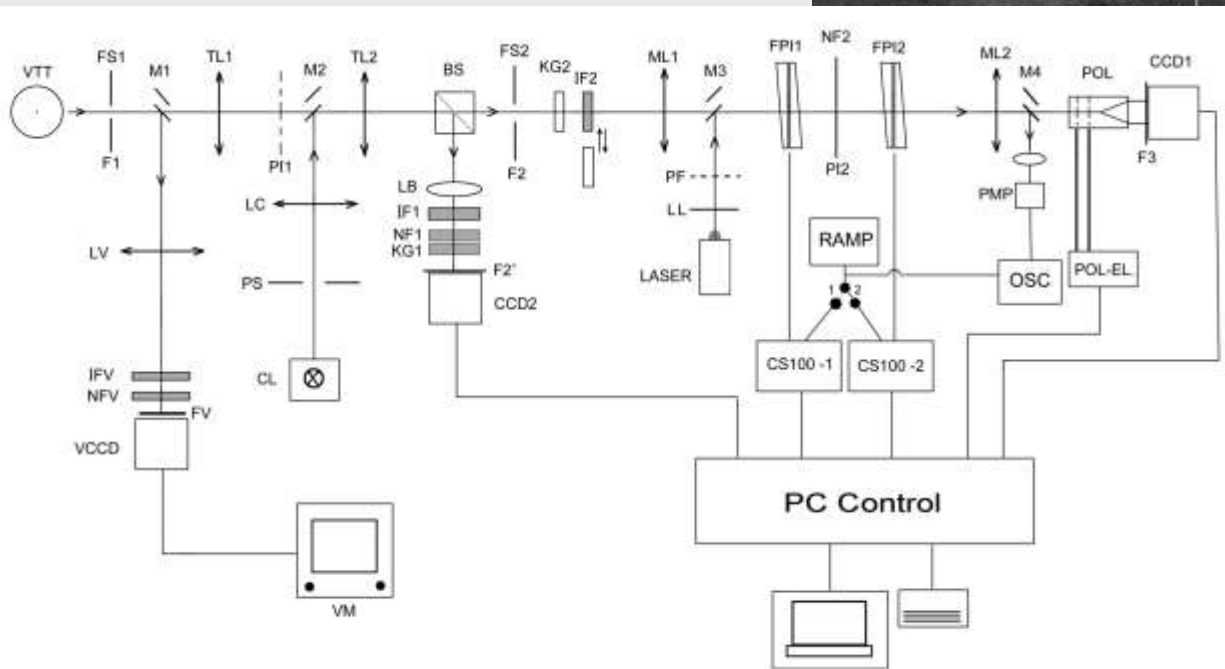 VTT
FS1
M1
TL1
M2
TL2
BS
FS2
KG2
IF2
ML1
M3
FPI1
NF2
FPI2
ML2
M4
POL
CCD1
F1
PI1
F2
PI2
F3
LC
LB
IF1
NF1
KG1
F2'
CCD2
PF
LL
LASER
PMP
RAMP
OSC
POL-EL
1 2
LV
PS
CL
CS100 -1
CS100 -2
IFV
NFV
FV
VCCD
PC Control
VM